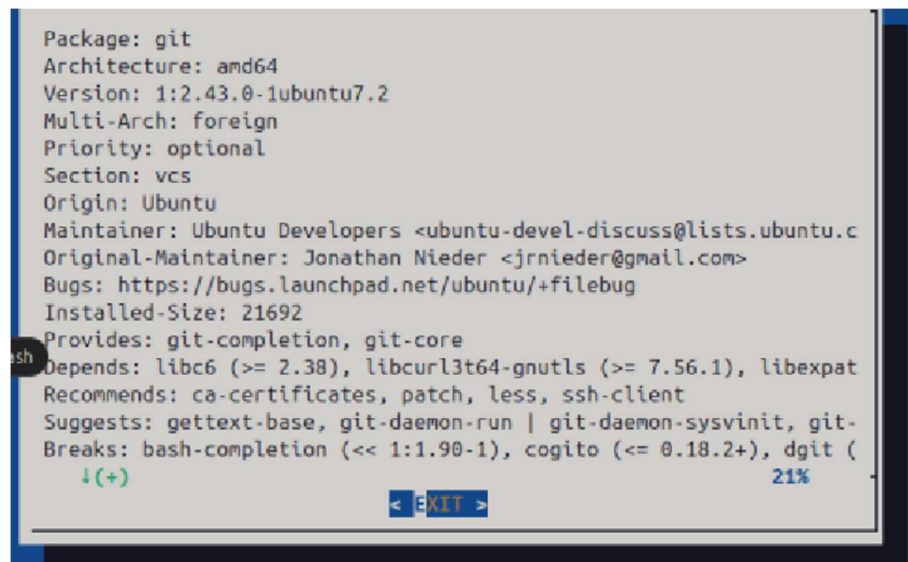 Package: git
Architecture: amd64
Version: 1:2.43.0-1ubuntu7.2
Multi-Arch: foreign
Priority: optional
Section: vcs
Origin: Ubuntu
Maintainer: Ubuntu Developers <ubuntu-devel-discuss@lists.ubuntu.c
Original-Maintainer: Jonathan Nieder <jrnieder@gmail.com>
Bugs: https://bugs.launchpad.net/ubuntu/+filebug
Installed-Size: 21692
Provides: git-completion, git-core
ash
Depends: libc6 (>= 2.38), libcurl3t64-gnutls (>= 7.56.1), libexpat
Recommends: ca-certificates, patch, less, ssh-client
Suggests: gettext-base, git-daemon-run | git-daemon-sysvinit, git-
Breaks: bash-completion (<< 1:1.90-1), cogito (<= 0.18.2+), dgit (
↓(+) 21%
< EXIT >